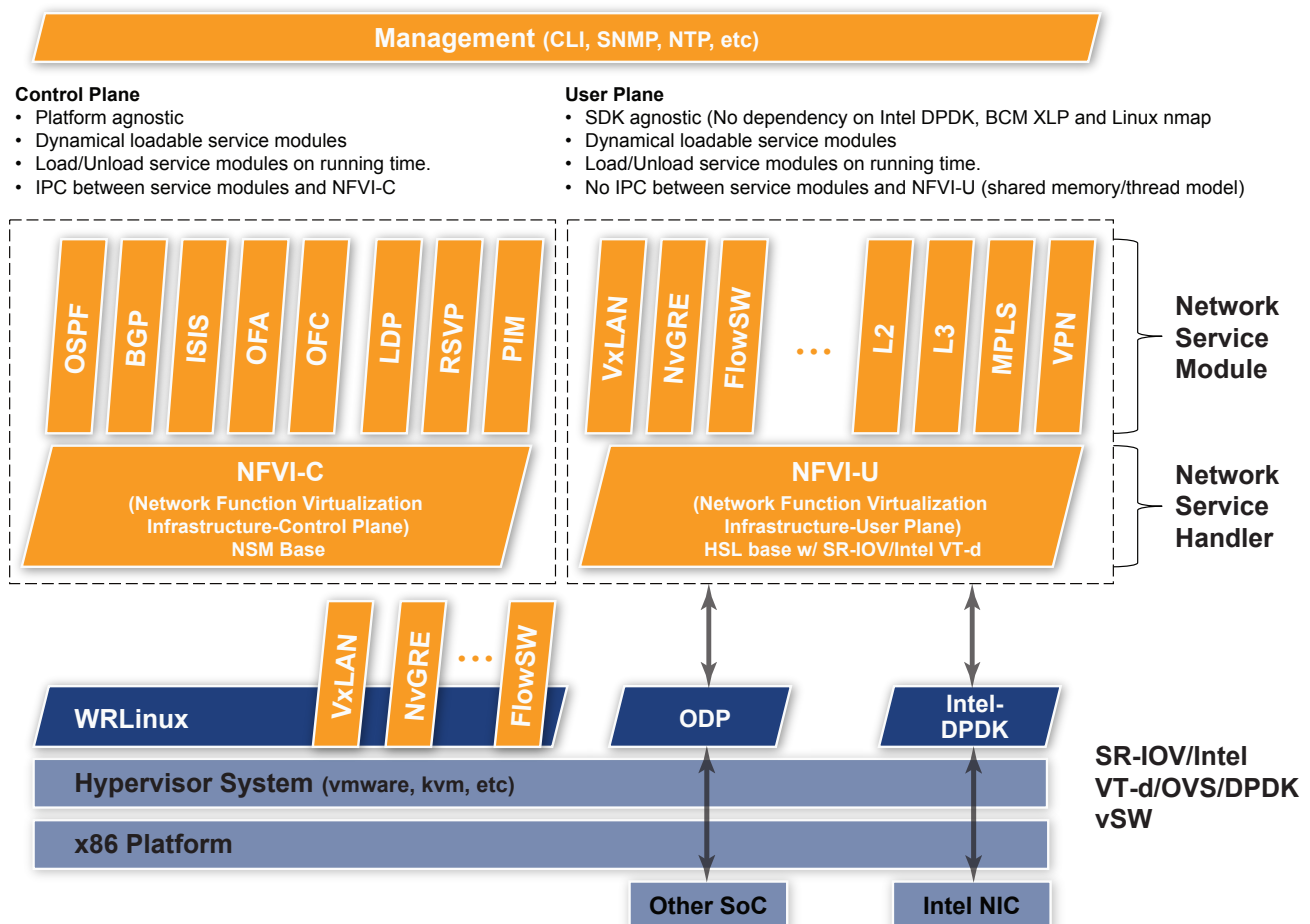 Management (CLI, SNMP, NTP, etc)
Control Plane
• Platform agnostic
• Dynamical loadable service modules
• Load/Unload service modules on running time.
• IPC between service modules and NFVI-C
User Plane
• SDK agnostic (No dependency on Intel DPDK, BCM XLP and Linux nmap
• Dynamical loadable service modules
• Load/Unload service modules on running time.
• No IPC between service modules and NFVI-U (shared memory/thread model)
OSPF
BGP
ISIS
OFA
OFC
LDP
RSVP
PIM
VxLAN
NvGRE
FlowSW
...
L2
L3
MPLS
VPN
Network
Service
Module
NFVI-C
(Network Function Virtualization
Infrastructure-Control Plane)
NSM Base
NFVI-U
(Network Function Virtualization
Infrastructure-User Plane)
HSL base w/ SR-IOV/Intel VT-d
Network
Service
Handler
WRLinux
VxLAN
NvGRE
...
FlowSW
ODP
Intel-
DPDK
Hypervisor System (vmware, kvm, etc)
x86 Platform
SR-IOV/Intel
VT-d/OVS/DPDK
vSW
Other SoC
Intel NIC